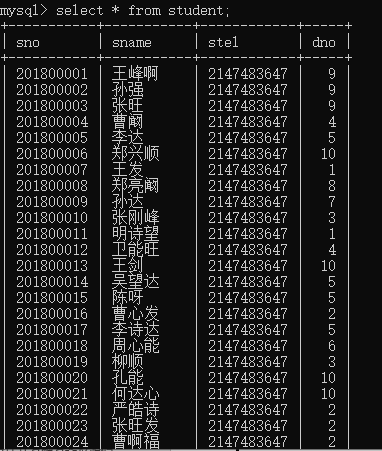 mysql> select * from student;
+-----------+--------+------------+-----+
| sno | sname | stel | dno |
+-----------+--------+------------+-----+
| 201800001 | 王峰啊 | 2147483647 | 9 |
| 201800002 | 孙强 | 2147483647 | 9 |
| 201800003 | 张旺 | 2147483647 | 9 |
| 201800004 | 曹阚 | 2147483647 | 4 |
| 201800005 | 李达 | 2147483647 | 5 |
| 201800006 | 郑兴顺 | 2147483647 | 10 |
| 201800007 | 王发 | 2147483647 | 1 |
| 201800008 | 郑亮阚 | 2147483647 | 8 |
| 201800009 | 孙达 | 2147483647 | 7 |
| 201800010 | 张刚峰 | 2147483647 | 3 |
| 201800011 | 明诗望 | 2147483647 | 1 |
| 201800012 | 卫能旺 | 2147483647 | 4 |
| 201800013 | 王剑 | 2147483647 | 10 |
| 201800014 | 吴望达 | 2147483647 | 5 |
| 201800015 | 陈呀 | 2147483647 | 5 |
| 201800016 | 曹心发 | 2147483647 | 2 |
| 201800017 | 李诗达 | 2147483647 | 5 |
| 201800018 | 周心能 | 2147483647 | 6 |
| 201800019 | 柳顺 | 2147483647 | 3 |
| 201800020 | 孔能 | 2147483647 | 10 |
| 201800021 | 何达心 | 2147483647 | 10 |
| 201800022 | 严皓诗 | 2147483647 | 2 |
| 201800023 | 张旺发 | 2147483647 | 2 |
| 201800024 | 曹啊福 | 2147483647 | 2 |